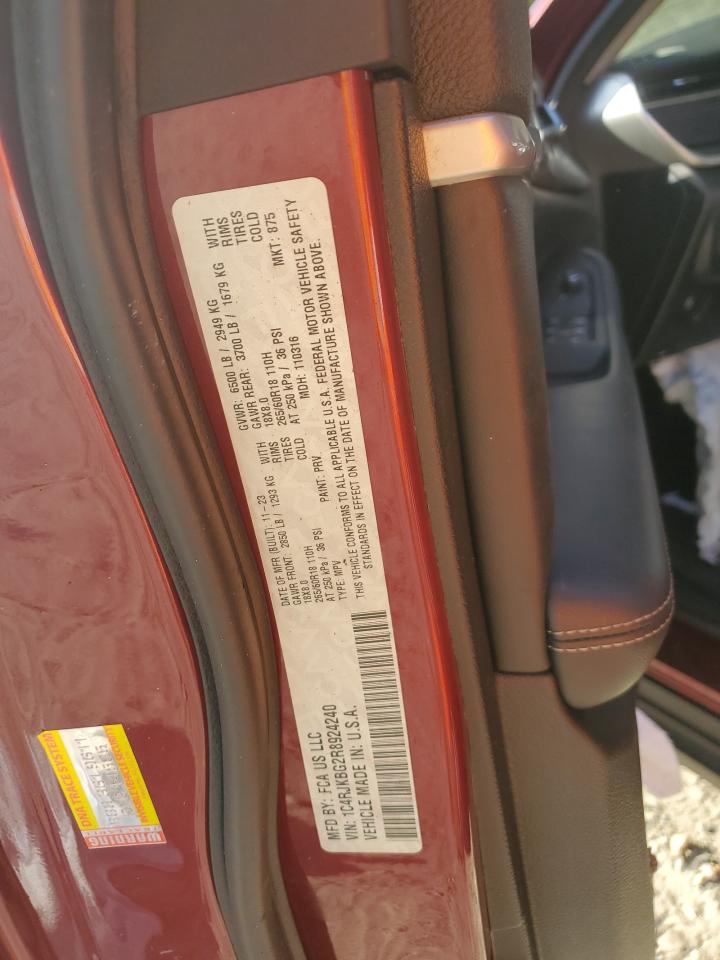 MFD BY: FCA US LLC
VIN: 1C4RJKBG2R8924240
VEHICLE MADE IN: U.S.A.
DATE OF MFR (BUILT): 11-23
GAWR FRONT: 2850 LB / 1293 KG WITH
18X8.0 RIMS
265/60R18 110H TIRES
AT 250 kPa / 36 PSI COLD
TYPE: MPV PAINT: PRV
GVWR: 6500 LB / 2949 KG
GAWR REAR: 3700 LB / 1679 KG WITH
18X8.0 RIMS
265/60R18 110H TIRES
AT 250 kPa / 36 PSI COLD
MDH: 110316 MKT: 875
THIS VEHICLE CONFORMS TO ALL APPLICABLE U.S.A. FEDERAL MOTOR VEHICLE SAFETY
STANDARDS IN EFFECT ON THE DATE OF MANUFACTURE SHOWN ABOVE.
WARNING
DNA TRACE SYSTEM
INVISIBLE VEHICLE SECURITY